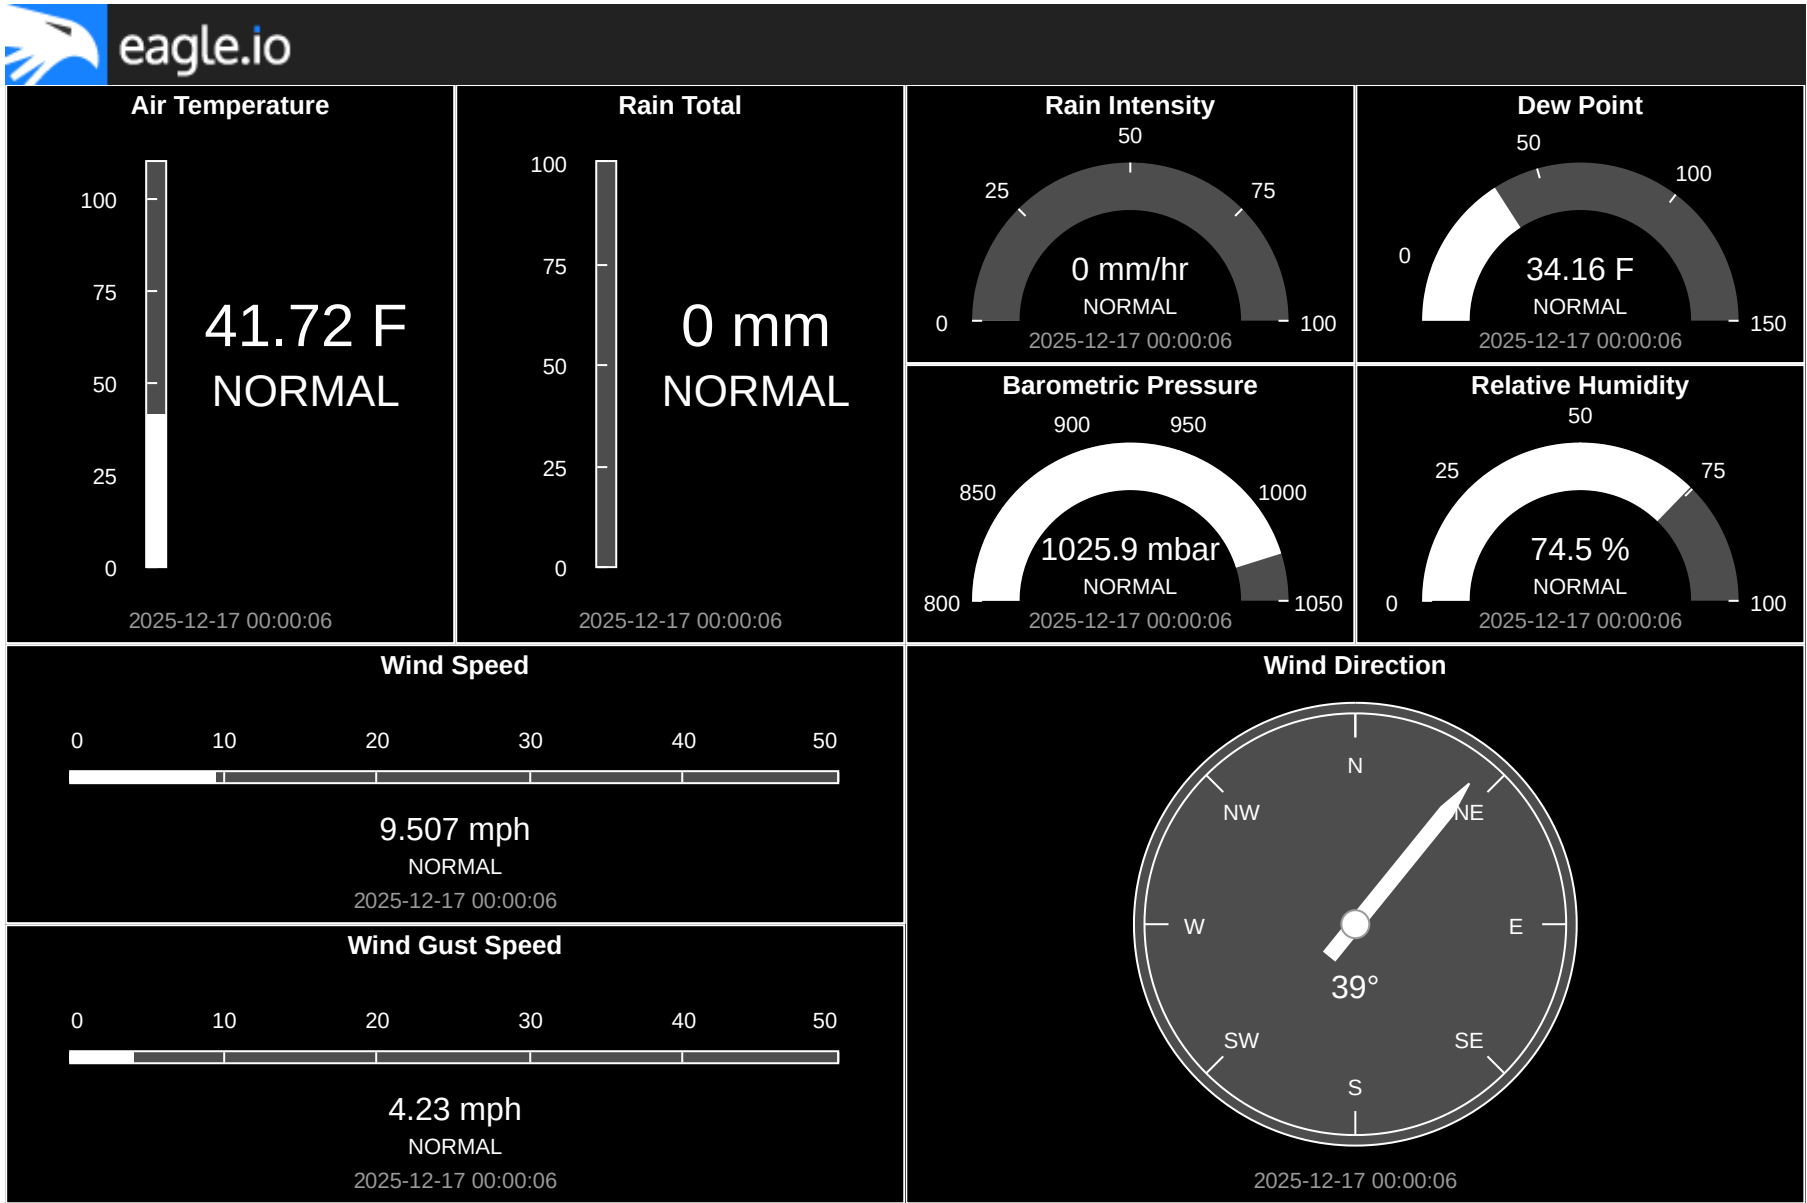 eagle.io
Air Temperature
100
75
50
25
0
41.72 F
NORMAL
2025-12-17 00:00:06
Rain Total
100
75
50
25
0
0 mm
NORMAL
2025-12-17 00:00:06
Rain Intensity
50
25
75
0
100
0 mm/hr
NORMAL
2025-12-17 00:00:06
Dew Point
50
100
0
150
34.16 F
NORMAL
2025-12-17 00:00:06
Barometric Pressure
900
950
850
1000
800
1050
1025.9 mbar
NORMAL
2025-12-17 00:00:06
Relative Humidity
50
25
75
0
100
74.5 %
NORMAL
2025-12-17 00:00:06
Wind Speed
0 10 20 30 40 50
9.507 mph
NORMAL
2025-12-17 00:00:06
Wind Gust Speed
0 10 20 30 40 50
4.23 mph
NORMAL
2025-12-17 00:00:06
Wind Direction
N
NW
NE
W
E
39°
SW
SE
S
2025-12-17 00:00:06